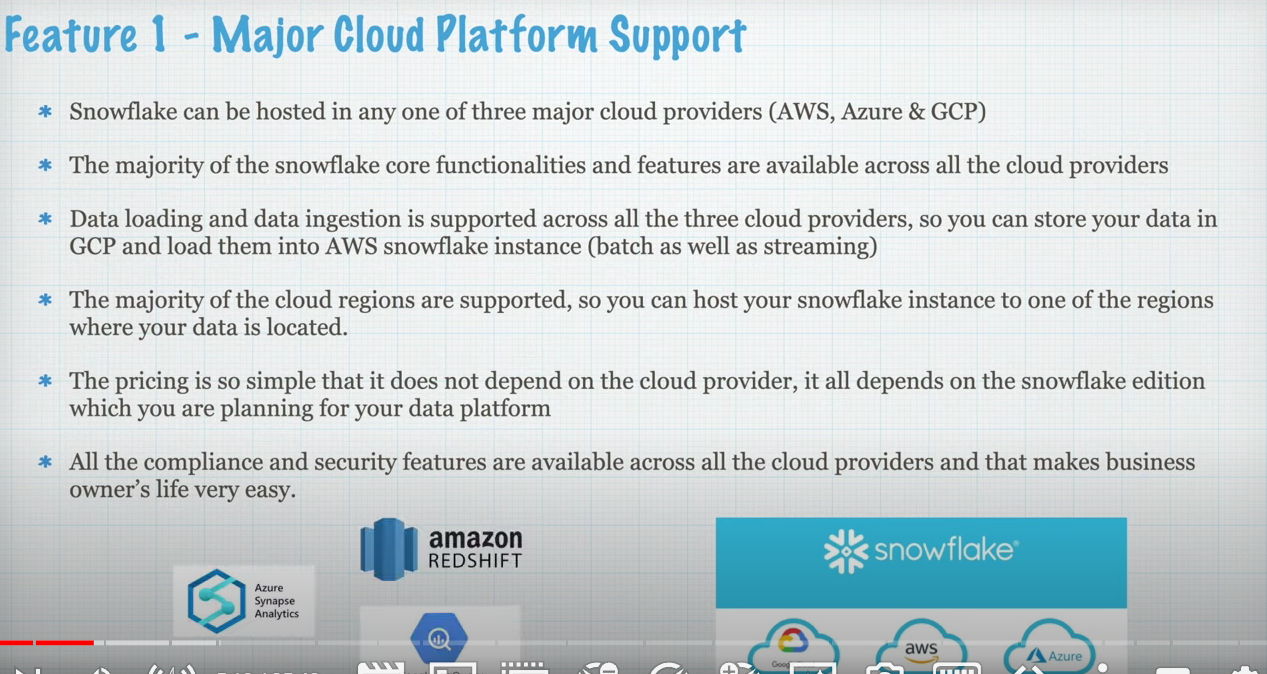 Feature 1 - Major Cloud Platform Support
* Snowflake can be hosted in any one of three major cloud providers (AWS, Azure & GCP)
* The majority of the snowflake core functionalities and features are available across all the cloud providers
* Data loading and data ingestion is supported across all the three cloud providers, so you can store your data in
GCP and load them into AWS snowflake instance (batch as well as streaming)
* The majority of the cloud regions are supported, so you can host your snowflake instance to one of the regions
where your data is located.
* The pricing is so simple that it does not depend on the cloud provider, it all depends on the snowflake edition
which you are planning for your data platform
* All the compliance and security features are available across all the cloud providers and that makes business
owner's life very easy.
amazon
REDSHIFT
snowflake®
Azure
Synapse
Analytics
aws
Azure